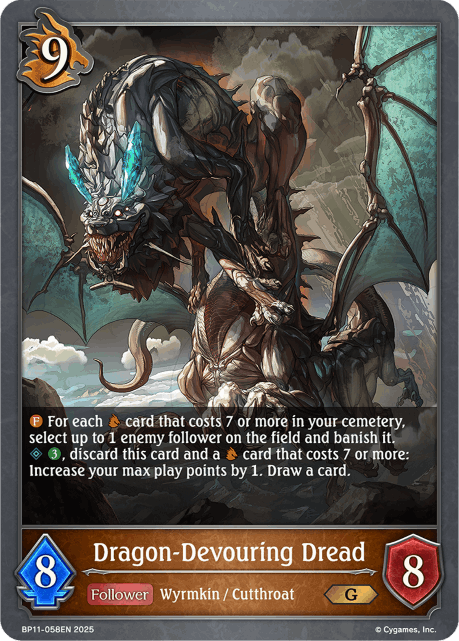 9
F For each card that costs 7 or more in your cemetery,
select up to 1 enemy follower on the field and banish it.
3, discard this card and a card that costs 7 or more:
Increase your max play points by 1. Draw a card.
Dragon-Devouring Dread
8
Follower Wyrmkin / Cutthroat G
8
BP11-058EN 2025 © Cygames, Inc.